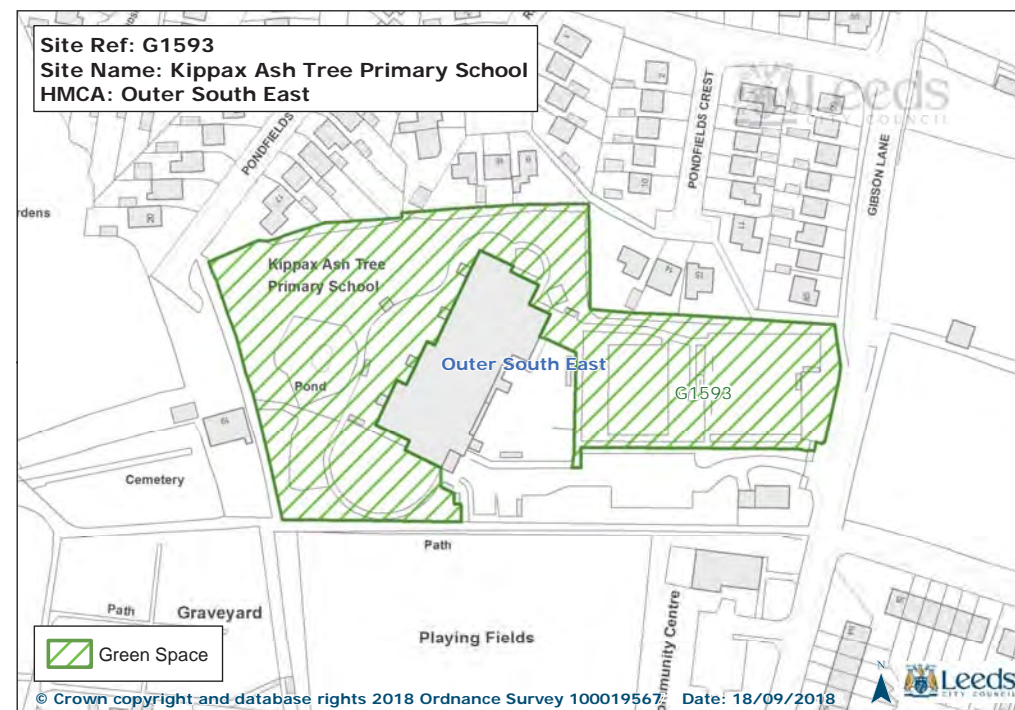 Site Ref: G1593
Site Name: Kippax Ash Tree Primary School
HMCA: Outer South East
Leeds
CITY COUNCIL
PONDFIELDS
PONDFIELDS CREST
GIBSON LANE
rdens
Kippax Ash Tree
Primary School
Outer South East
G1593
Pond
Cemetery
Path
Path
Graveyard
Playing Fields
ommunity Centre
Green Space
N
Leeds
CITY COUNCIL
© Crown copyright and database rights 2018 Ordnance Survey 100019567 Date: 18/09/2018